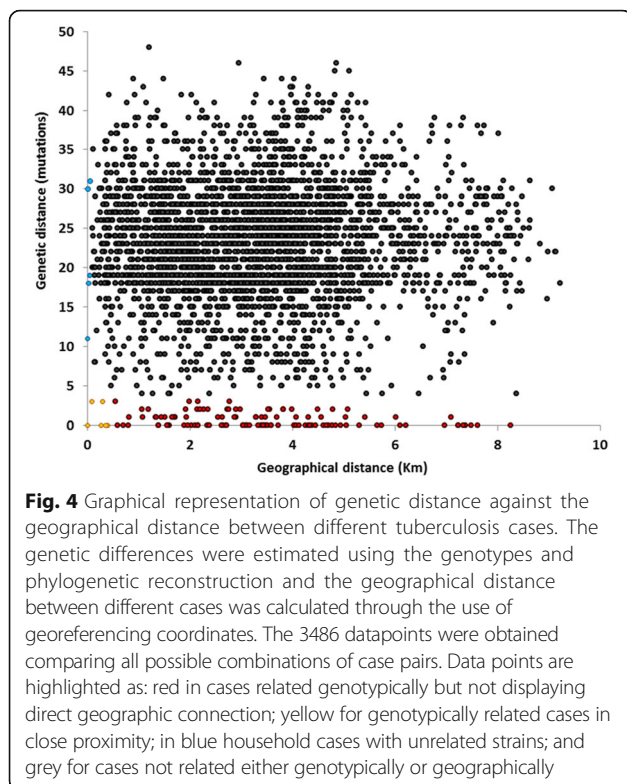 50
45
40
35
30
25
20
15
10
5
0
Genetic distance (mutations)
0 2 4 6 8 10
Geographical distance (Km)
Fig. 4 Graphical representation of genetic distance against the
geographical distance between different tuberculosis cases. The
genetic differences were estimated using the genotypes and
phylogenetic reconstruction and the geographical distance
between different cases was calculated through the use of
georeferencing coordinates. The 3486 datapoints were obtained
comparing all possible combinations of case pairs. Data points are
highlighted as: red in cases related genotypically but not displaying
direct geographic connection; yellow for genotypically related cases in
close proximity; in blue household cases with unrelated strains; and
grey for cases not related either genotypically or geographically